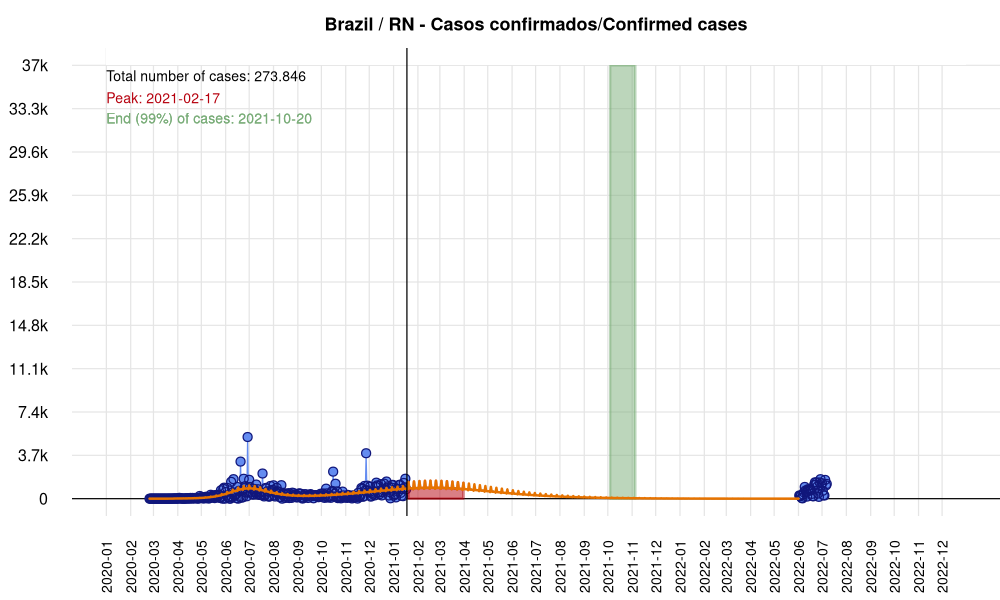 Brazil / RN - Casos confirmados/Confirmed cases
Total number of cases: 273.846
Peak: 2021-02-17
End (99%) of cases: 2021-10-20
37k
33.3k
29.6k
25.9k
22.2k
18.5k
14.8k
11.1k
7.4k
3.7k
0
2020-01
2020-02
2020-03
2020-04
2020-05
2020-06
2020-07
2020-08
2020-09
2020-10
2020-11
2020-12
2021-01
2021-02
2021-03
2021-04
2021-05
2021-06
2021-07
2021-08
2021-09
2021-10
2021-11
2021-12
2022-01
2022-02
2022-03
2022-04
2022-05
2022-06
2022-07
2022-08
2022-09
2022-10
2022-11
2022-12